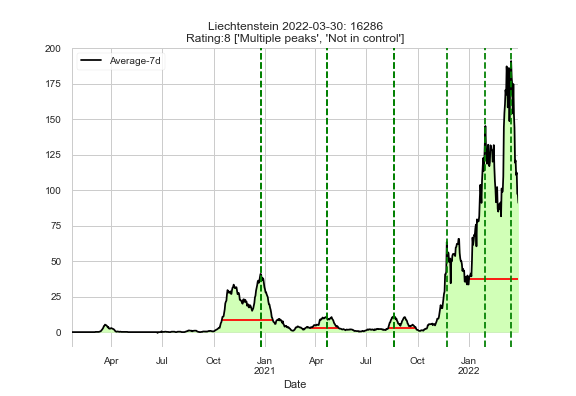 Liechtenstein 2022-03-30: 16286
Rating:8 ['Multiple peaks', 'Not in control']
Average-7d
200
175
150
125
100
75
50
25
0
Apr Jul Oct Jan Apr Jul Oct Jan
2021 2022
Date